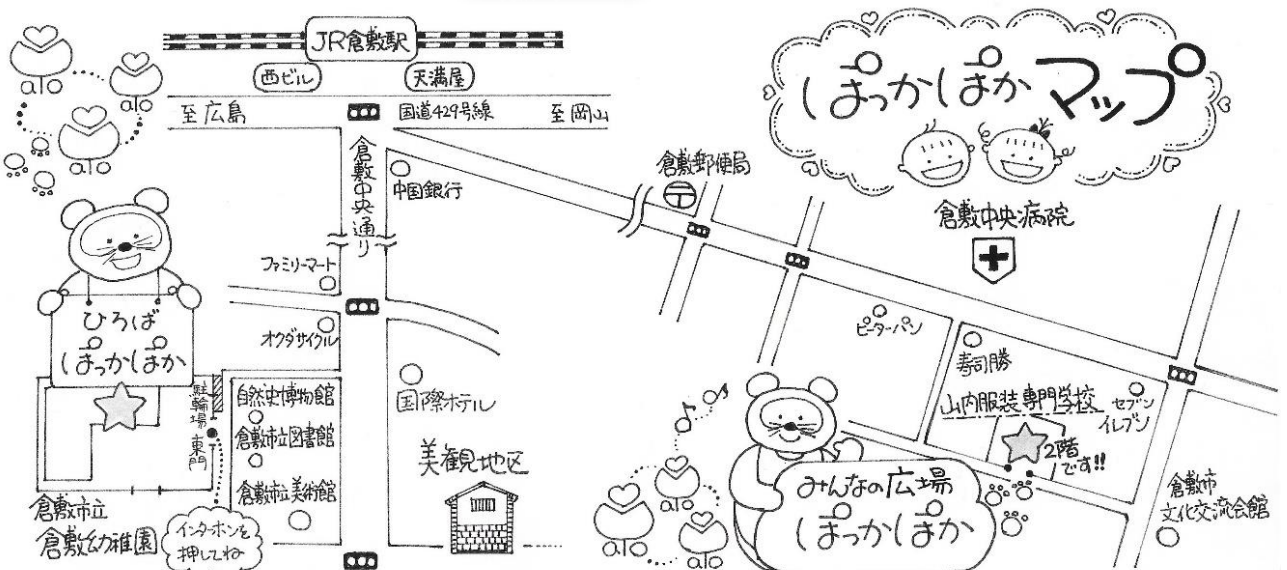 JR倉敷駅
西ビル
天満屋
至広島
国道429号線
至岡山
倉敷中央通り
中国銀行
ファミリーマート
オクダサイクル
自然史博物館
倉敷市立図書館
倉敷市立美術館
国際ホテル
美観地区
alo
alo
alo
ひろば
ぽっかぽか
駐輪場
東門
倉敷市立
倉敷幼稚園
インターホンを
押してね
ぽっかぽかマップ
倉敷郵便局
倉敷中央病院
ピーターパン
寿司勝
山内服装専門学校
セブン
イレブン
2階
です!!
倉敷市
文化交流会館
みんなの広場
ぽっかぽか
alo
alo
alo